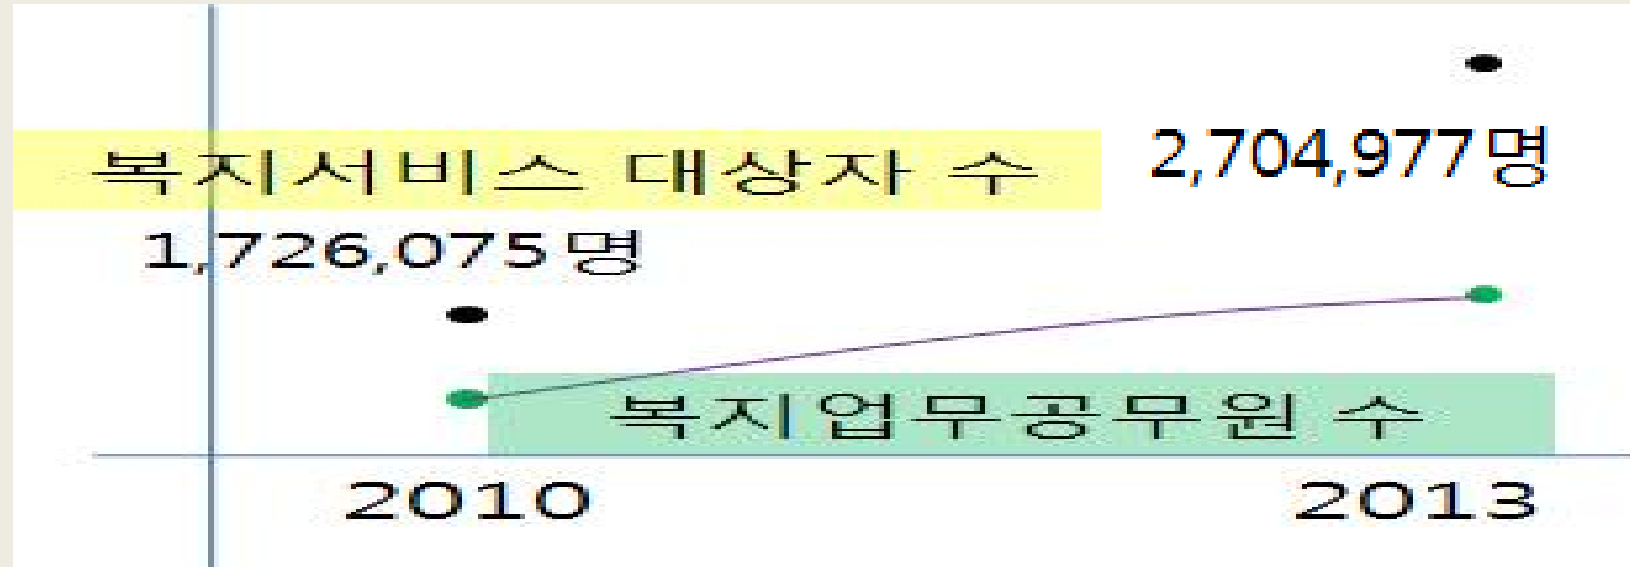 복지서비스 대상자 수
2,704,977명
1,726,075명
복지업무공무원 수
2010
2013